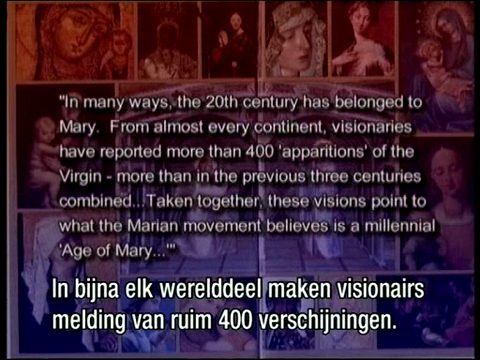 "In many ways, the 20th century has belonged to
Mary.  From almost every continent, visionaries
have reported more than 400 'apparitions' of the
Virgin - more than in the previous three centuries
combined...Taken together, these visions point to
what the Marian movement believes is a millennial
'Age of Mary...'"
In bijna elk werelddeel maken visionairs
melding van ruim 400 verschijningen.